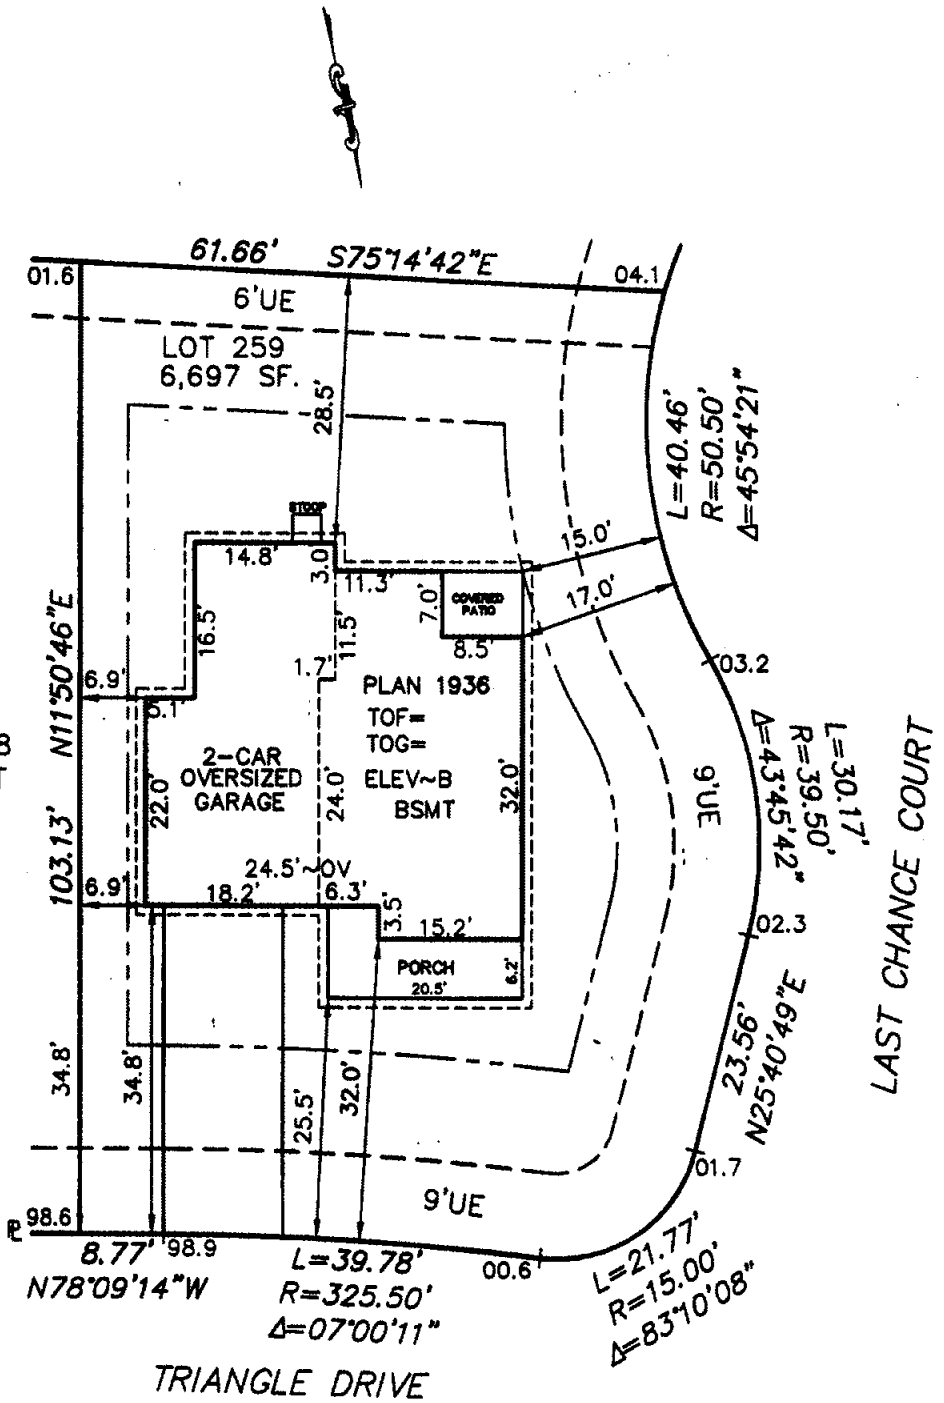 61.66' S75°14'42"E
01.6
04.1
6'UE
LOT 259
6,697 SF.
28.5'
L=40.46'
R=50.50'
Δ=45°54'21"
STOOP
14.8'
3.0'
11.3'
15.0'
17.0'
7.0'
COVERED
PATIO
8.5'
16.5'
11.5'
1.7'
03.2
6.9'
5.1'
N11°50'46"E
103.13'
PLAN 1936
TOF=
TOG=
ELEV~B
BSMT
2-CAR
OVERSIZED
GARAGE
22.0'
24.0'
32.0'
9'UE
L=30.17'
R=39.50'
Δ=43°45'42"
LAST CHANCE COURT
24.5'~OV
6.9'
18.2'
6.3'
3.5'
15.2'
02.3
PORCH
20.5'
6.2'
23.56'
N25°40'49"E
34.8'
34.8'
25.5'
32.0'
01.7
9'UE
PL
98.6
8.77'
98.9
N78°09'14"W
L=39.78'
R=325.50'
Δ=07°00'11"
00.6
L=21.77'
R=15.00'
Δ=83°10'08"
TRIANGLE DRIVE